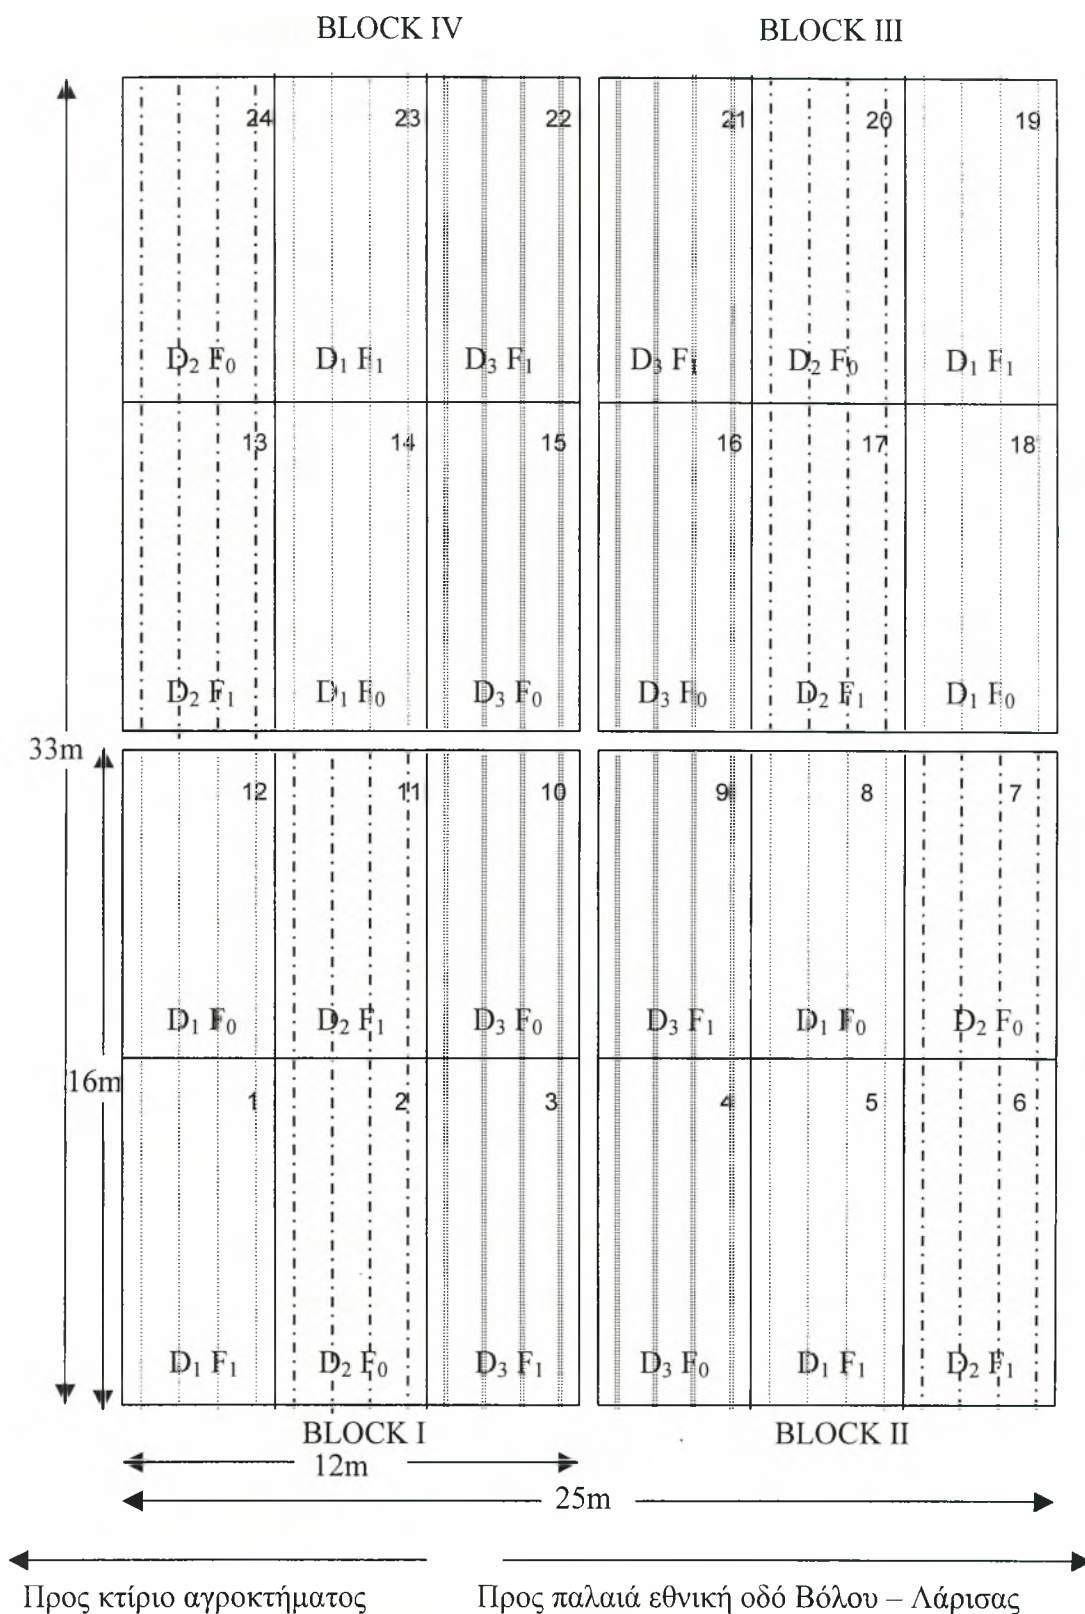 BLOCK IV BLOCK III
24 23 22 21 20 19
D₂ F₀ D₁ F₁ D₃ F₁ D₃ F₁ D₂ F₀ D₁ F₁
13 14 15 16 17 18
D₂ F₁ D₁ F₀ D₃ F₀ D₃ F₀ D₂ F₁ D₁ F₀
33m
12 11 10 9 8 7
D₁ F₀ D₂ F₁ D₃ F₀ D₃ F₁ D₁ F₀ D₂ F₀
16m
1 2 3 4 5 6
D₁ F₁ D₂ F₀ D₃ F₁ D₃ F₀ D₁ F₁ D₂ F₁
BLOCK I BLOCK II
12m
25m
Προς κτίριο αγροκτήματος Προς παλαιά εθνική οδό Βόλου – Λάρισας